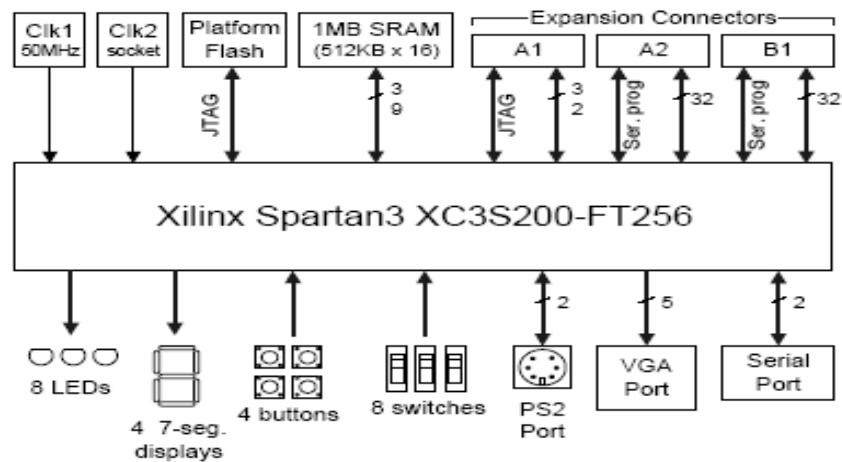 Expansion Connectors
Clk1
50MHz
Clk2
socket
Platform
Flash
1MB SRAM
(512KB x 16)
A1
A2
B1
JTAG
3
9
JTAG
3
2
Ser. prog
32
Ser. prog
32
Xilinx Spartan3 XC3S200-FT256
2
5
2
8 LEDs
4 7-seg.
displays
4 buttons
8 switches
PS2
Port
VGA
Port
Serial
Port